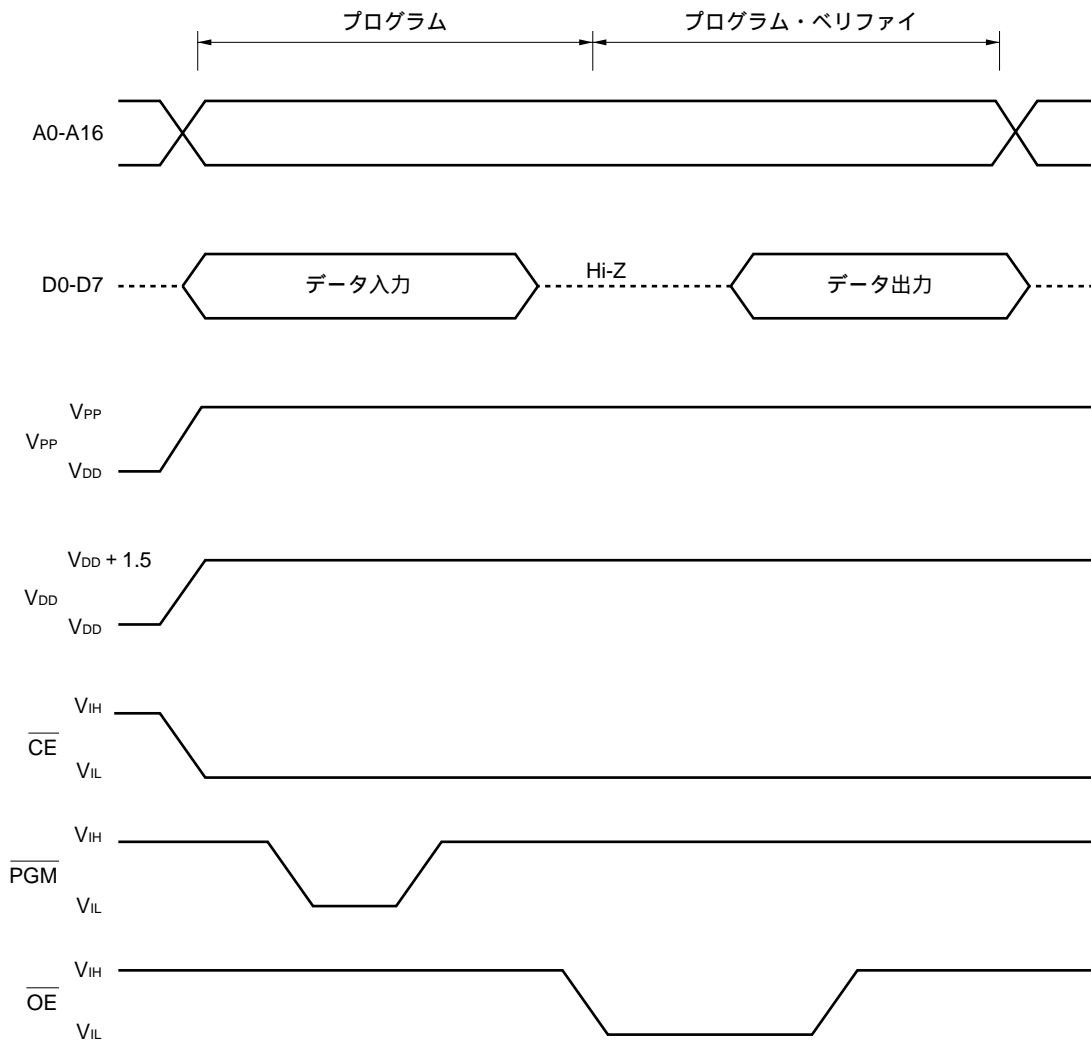 プログラム
プログラム・ベリファイ
A0-A16
D0-D7
データ入力
Hi-Z
データ出力
VPP
VPP
VDD
VDD + 1.5
VDD
VDD
VIH
CE
VIL
VIH
PGM
VIL
VIH
OE
VIL